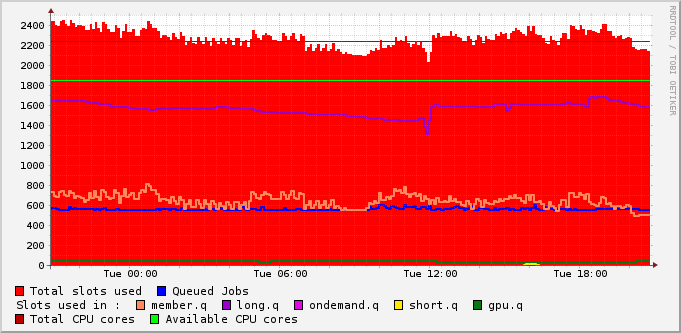 RRDTOOL / TOBI OETIKER
2400
2200
2000
1800
1600
1400
1200
1000
800
600
400
200
0
Tue 00:00 Tue 06:00 Tue 12:00 Tue 18:00
Total slots used Queued Jobs
Slots used in : member.q long.q ondemand.q short.q gpu.q
Total CPU cores Available CPU cores